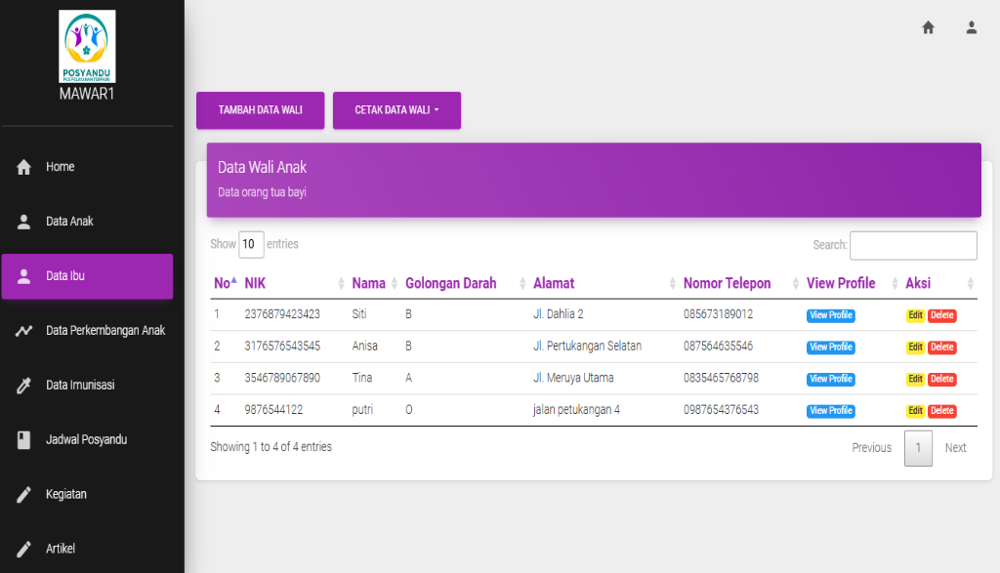 POSYANDU
POS PELAYANAN TERPADU
MAWAR1
Home
Data Anak
Data Ibu
Data Perkembangan Anak
Data Imunisasi
Jadwal Posyandu
Kegiatan
Artikel
TAMBAH DATA WALI CETAK DATA WALI
Data Wali Anak
Data orang tua bayi
Show 10 entries Search:
No NIK Nama Golongan Darah Alamat Nomor Telepon View Profile Aksi
1 2376879423423 Siti B Jl. Dahlia 2 085673189012 View Profile Edit Delete
2 3176576543545 Anisa B Jl. Pertukangan Selatan 087564635546 View Profile Edit Delete
3 3546789067890 Tina A Jl. Meruya Utama 0835465768798 View Profile Edit Delete
4 9876544122 putri O jalan petukangan 4 0987654376543 View Profile Edit Delete
Showing 1 to 4 of 4 entries Previous 1 Next